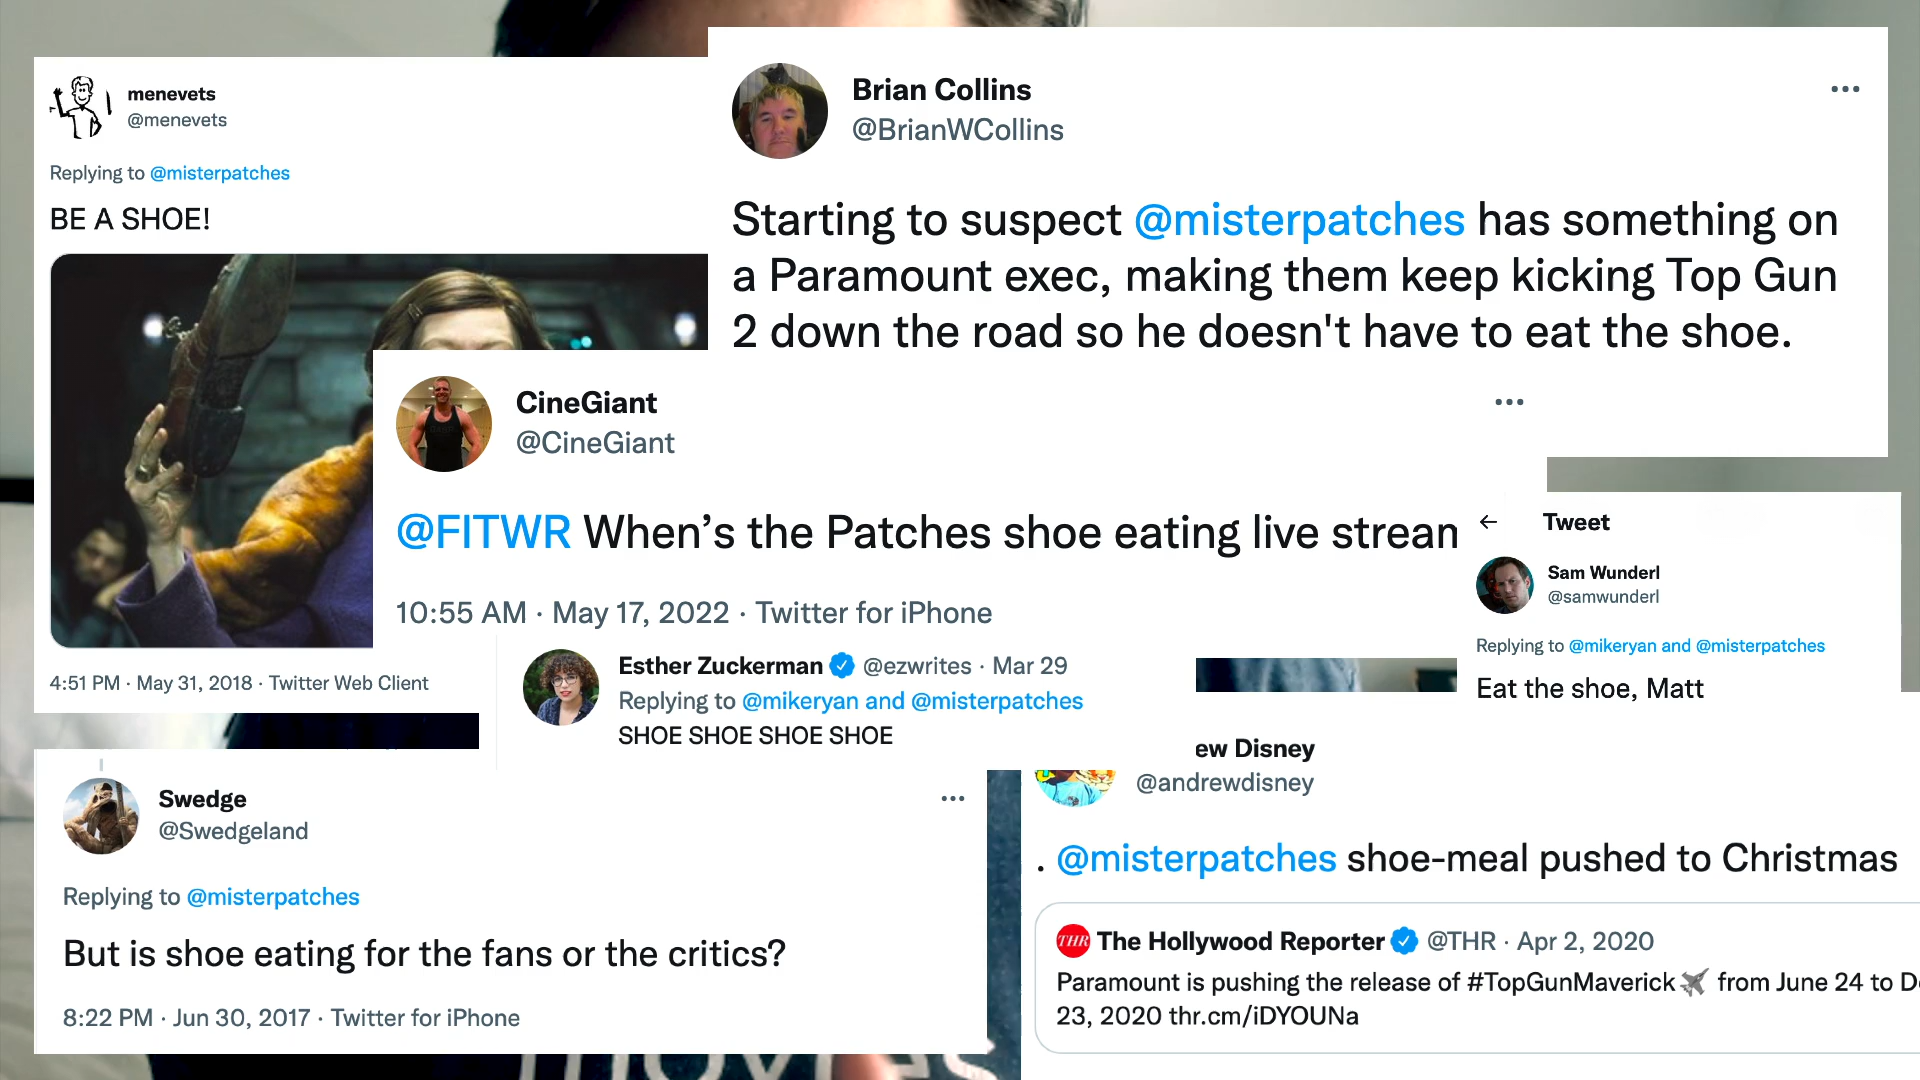 menevets
@menevets
Replying to @misterpatches
BE A SHOE!
4:51 PM · May 31, 2018 · Twitter Web Client
Brian Collins
@BrianWCollins
Starting to suspect @misterpatches has something on
a Paramount exec, making them keep kicking Top Gun
2 down the road so he doesn't have to eat the shoe.
CineGiant
@CineGiant
@FITWR When’s the Patches shoe eating live stream
10:55 AM · May 17, 2022 · Twitter for iPhone
Tweet
Sam Wunderl
@samwunderl
Replying to @mikeryan and @misterpatches
Eat the shoe, Matt
Esther Zuckerman @ezwrites · Mar 29
Replying to @mikeryan and @misterpatches
SHOE SHOE SHOE SHOE
Swedge
@Swedgeland
Replying to @misterpatches
But is shoe eating for the fans or the critics?
8:22 PM · Jun 30, 2017 · Twitter for iPhone
ew Disney
@andrewdisney
. @misterpatches shoe-meal pushed to Christmas
THR The Hollywood Reporter @THR · Apr 2, 2020
Paramount is pushing the release of #TopGunMaverick from June 24 to De
23, 2020 thr.cm/iDYOUNa
movies